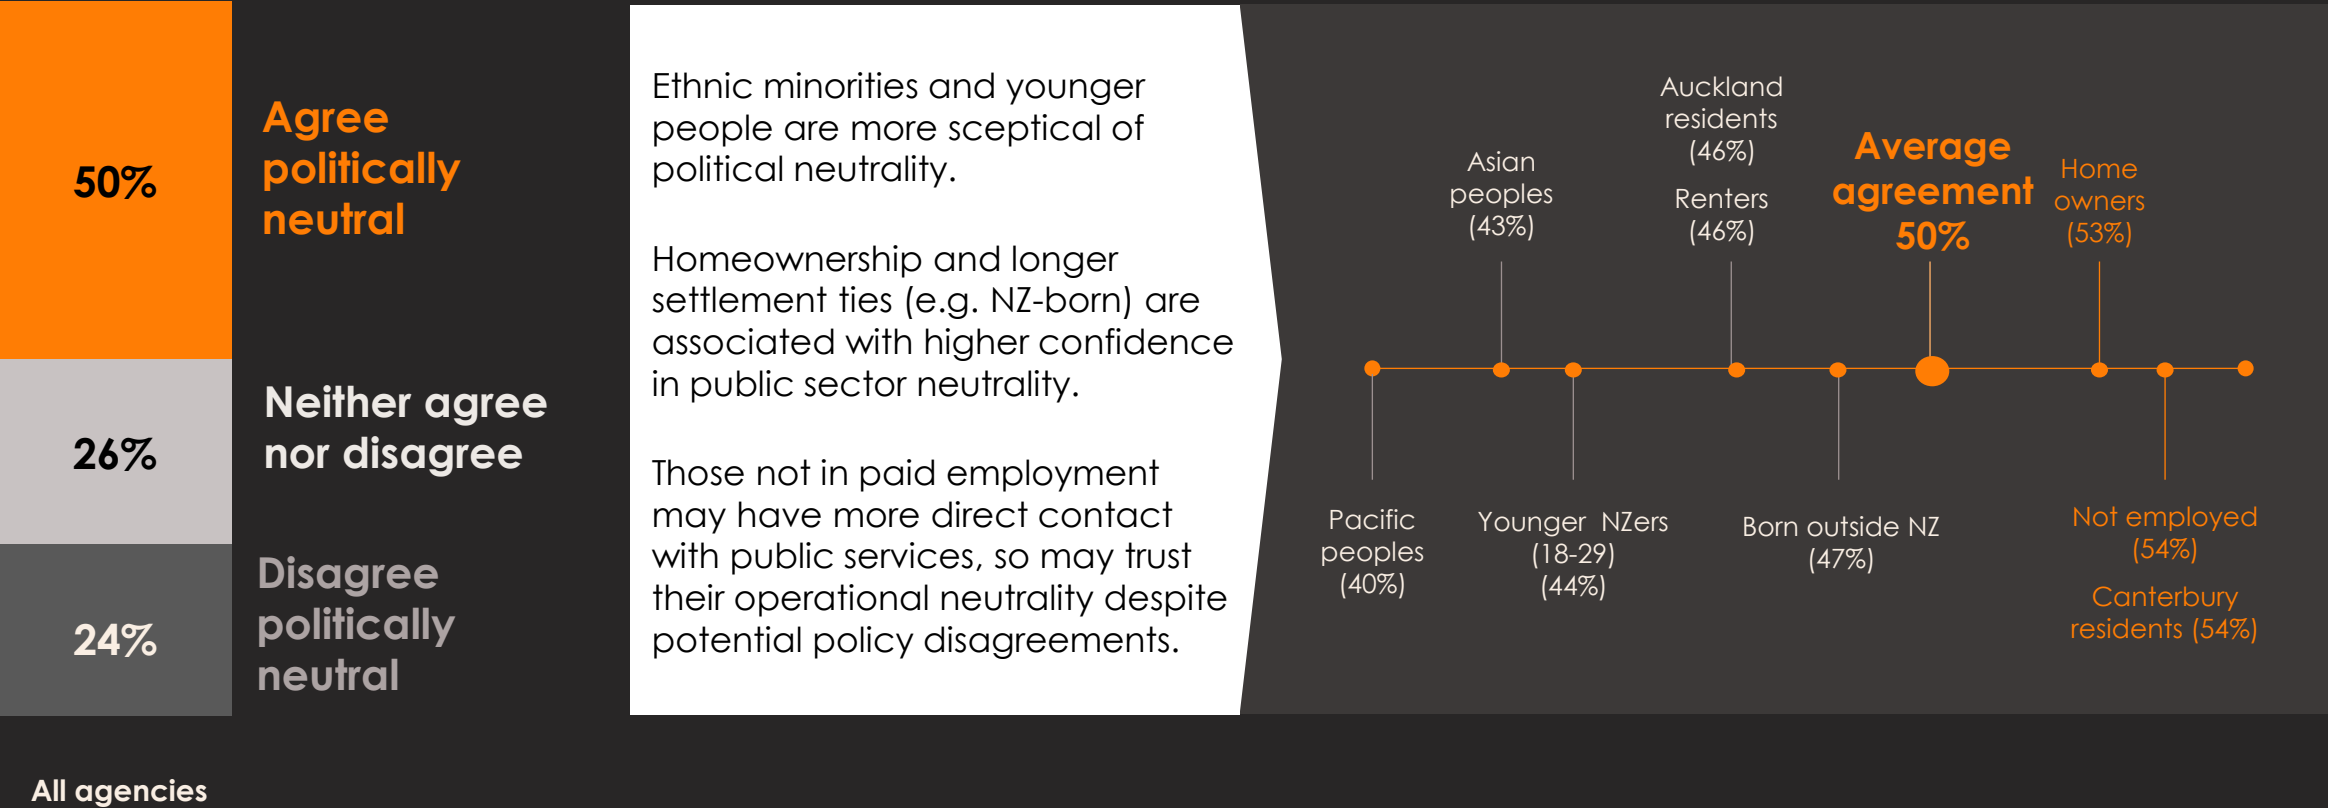 50%
Agree
politically
neutral
26%
Neither agree
nor disagree
24%
Disagree
politically
neutral
All agencies
Ethnic minorities and younger
people are more sceptical of
political neutrality.
Homeownership and longer
settlement ties (e.g. NZ-born) are
associated with higher confidence
in public sector neutrality.
Those not in paid employment
may have more direct contact
with public services, so may trust
their operational neutrality despite
potential policy disagreements.
Asian
peoples
(43%)
Auckland
residents
(46%)
Renters
(46%)
Average
agreement
50%
Home
owners
(53%)
Pacific
peoples
(40%)
Younger  NZers
(18-29)
(44%)
Born outside NZ
(47%)
Not employed
(54%)
Canterbury
residents (54%)